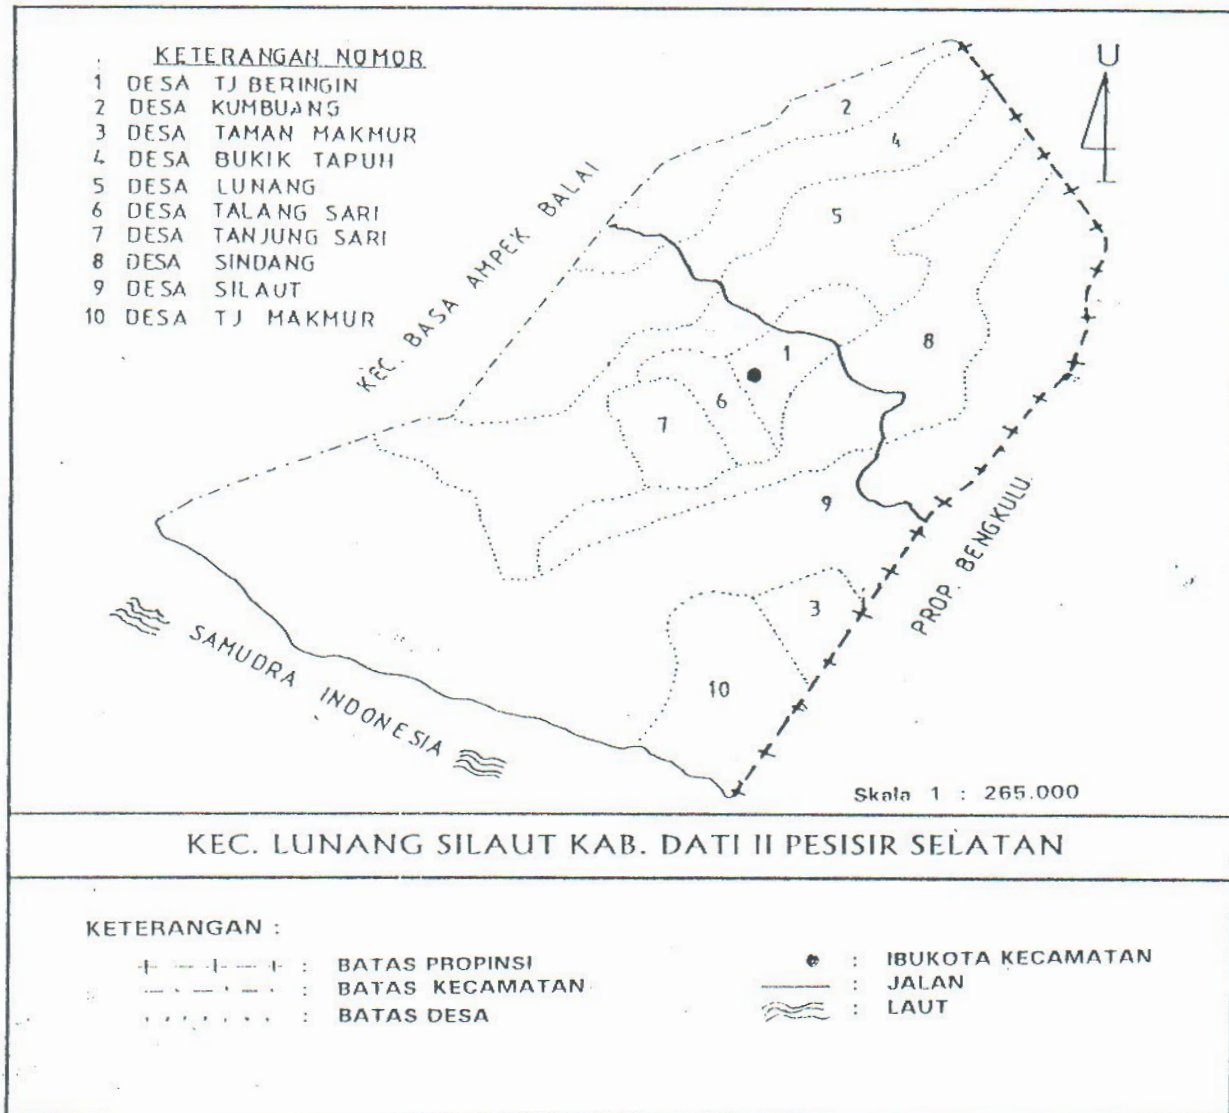 KETERANGAN NOMOR
1 DESA TJ BERINGIN
2 DESA KUMBUANG
3 DESA TAMAN MAKMUR
4 DESA BUKIK TAPUH
5 DESA LUNANG
6 DESA TALANG SARI
7 DESA TANJUNG SARI
8 DESA SINDANG
9 DESA SILAUT
10 DESA TJ MAKMUR
U
KEC. BASA AMPEK BALAI
2
4
5
1
8
6
7
9
3
10
PROP. BENGKULU
SAMUDRA INDONESIA
Skala 1 : 265.000
KEC. LUNANG SILAUT KAB. DATI II PESISIR SELATAN
KETERANGAN :
: BATAS PROPINSI
: BATAS KECAMATAN
: BATAS DESA
: IBUKOTA KECAMATAN
: JALAN
: LAUT